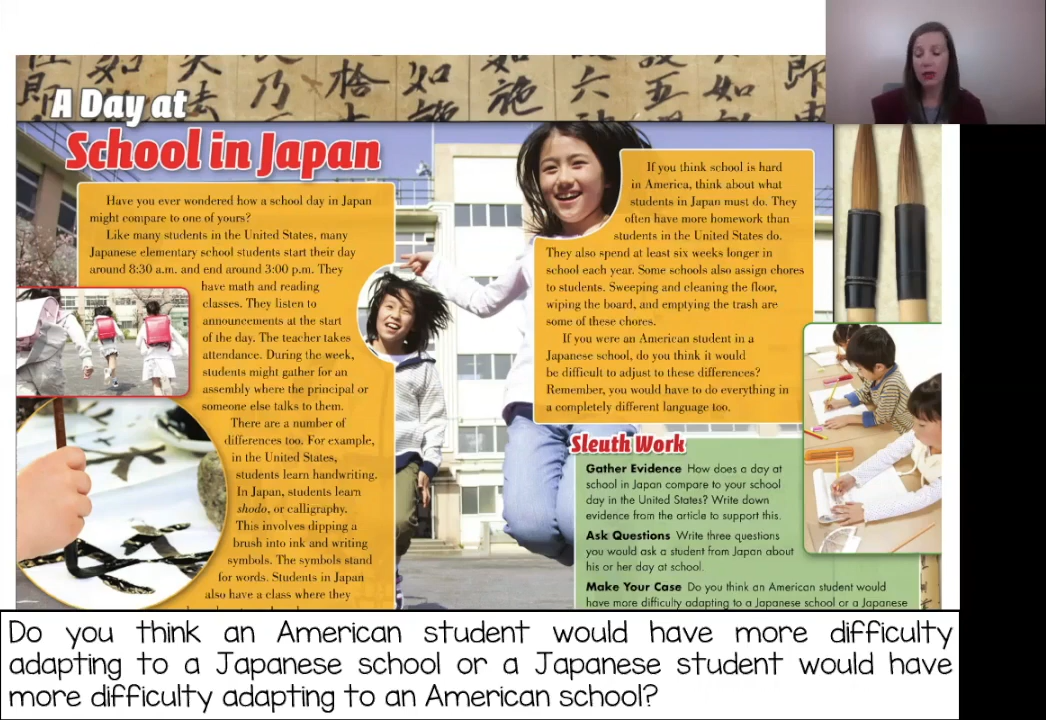 A Day at
School in Japan
Have you ever wondered how a school day in Japan
might compare to one of yours?
Like many students in the United States, many
Japanese elementary school students start their day
around 8:30 a.m. and end around 3:00 p.m. They
have math and reading
classes. They listen to
announcements at the start
of the day. The teacher takes
attendance. During the week,
students might gather for an
assembly where the principal or
someone else talks to them.
There are a number of
differences too. For example,
in the United States,
students learn handwriting.
In Japan, students learn
shodo, or calligraphy.
This involves dipping a
brush into ink and writing
symbols. The symbols stand
for words. Students in Japan
also have a class where they
If you think school is hard
in America, think about what
students in Japan must do. They
often have more homework than
students in the United States do.
They also spend at least six weeks longer in
school each year. Some schools also assign chores
to students. Sweeping and cleaning the floor,
wiping the board, and emptying the trash are
some of these chores.
If you were an American student in a
Japanese school, do you think it would
be difficult to adjust to these differences?
Remember, you would have to do everything in
a completely different language too.
Sleuth Work
Gather Evidence How does a day at
school in Japan compare to your school
day in the United States? Write down
evidence from the article to support this.
Ask Questions Write three questions
you would ask a student from Japan about
his or her day at school.
Make Your Case Do you think an American student would
have more difficulty adapting to a Japanese school or a Japanese
Do you think an American student would have more difficulty
adapting to a Japanese school or a Japanese student would have
more difficulty adapting to an American school?